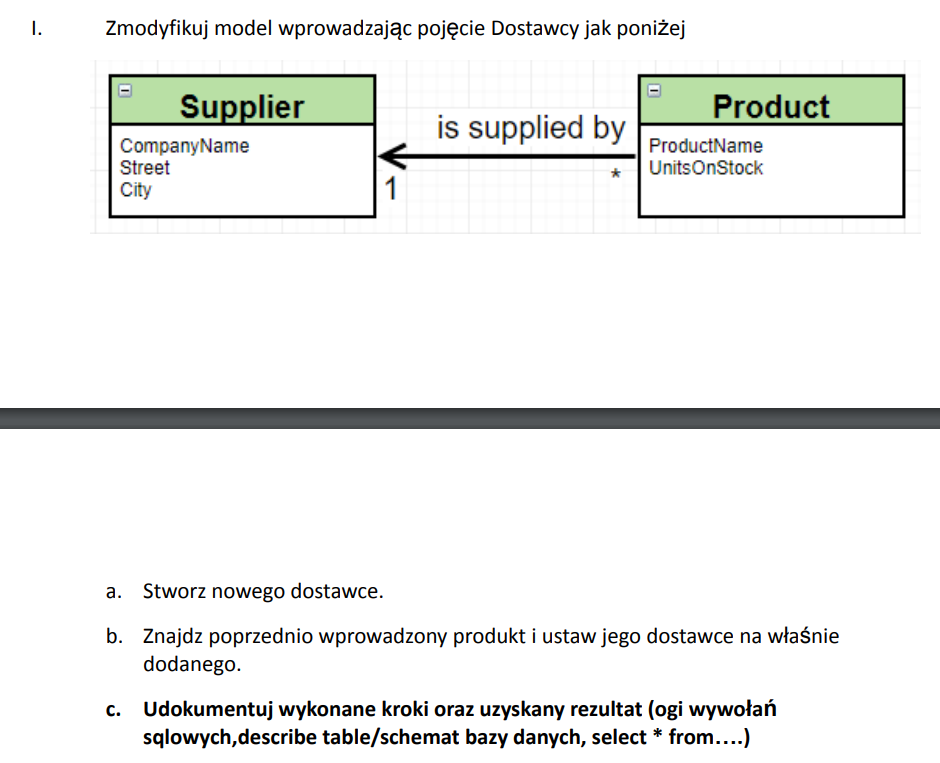 I. Zmodyfikuj model wprowadzając pojęcie Dostawcy jak poniżej
Supplier
CompanyName
Street
City
is supplied by
1
*
Product
ProductName
UnitsOnStock
a. Stworz nowego dostawce.
b. Znajdz poprzednio wprowadzony produkt i ustaw jego dostawce na właśnie
dodanego.
c. Udokumentuj wykonane kroki oraz uzyskany rezultat (ogi wywołań
sqlowych,describe table/schemat bazy danych, select * from....)